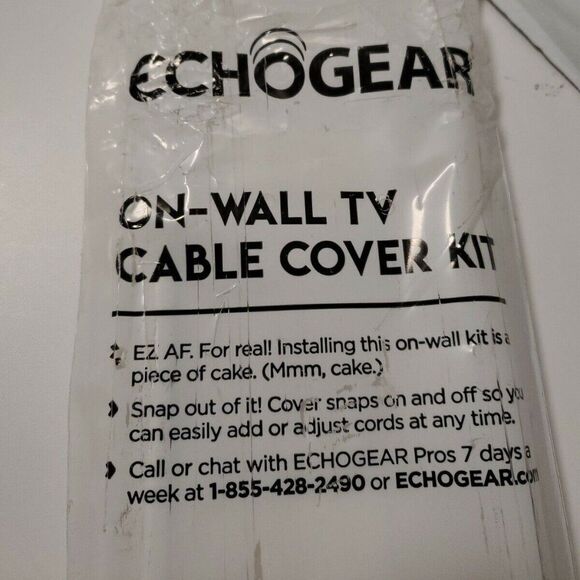 ECHOGEAR
ON-WALL TV
CABLE COVER KIT
EZ AF. For real! Installing this on-wall kit is a
piece of cake. (Mmm, cake.)
Snap out of it! Cover snaps on and off so you
can easily add or adjust cords at any time.
Call or chat with ECHOGEAR Pros 7 days a
week at 1-855-428-2490 or ECHOGEAR.com